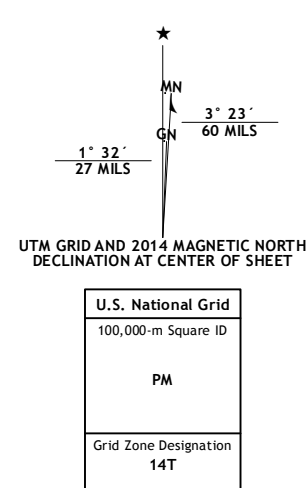 MN
3° 23´
60 MILS
GN
1° 32´
27 MILS
UTM GRID AND 2014 MAGNETIC NORTH
DECLINATION AT CENTER OF SHEET
U.S. National Grid
100,000-m Square ID
PM
Grid Zone Designation
14T